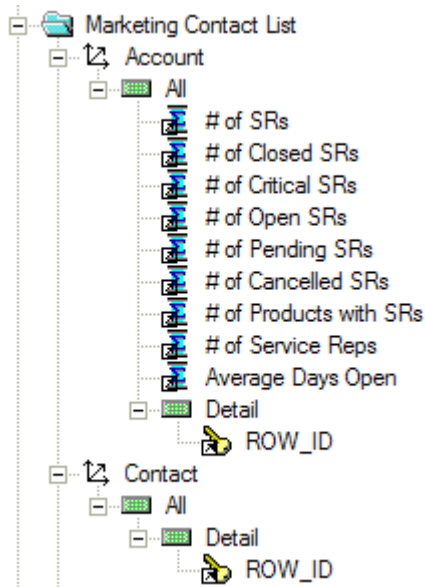 Marketing Contact List
Account
All
# of SRs
# of Closed SRs
# of Critical SRs
# of Open SRs
# of Pending SRs
# of Cancelled SRs
# of Products with SRs
# of Service Reps
Average Days Open
Detail
ROW_ID
Contact
All
Detail
ROW_ID